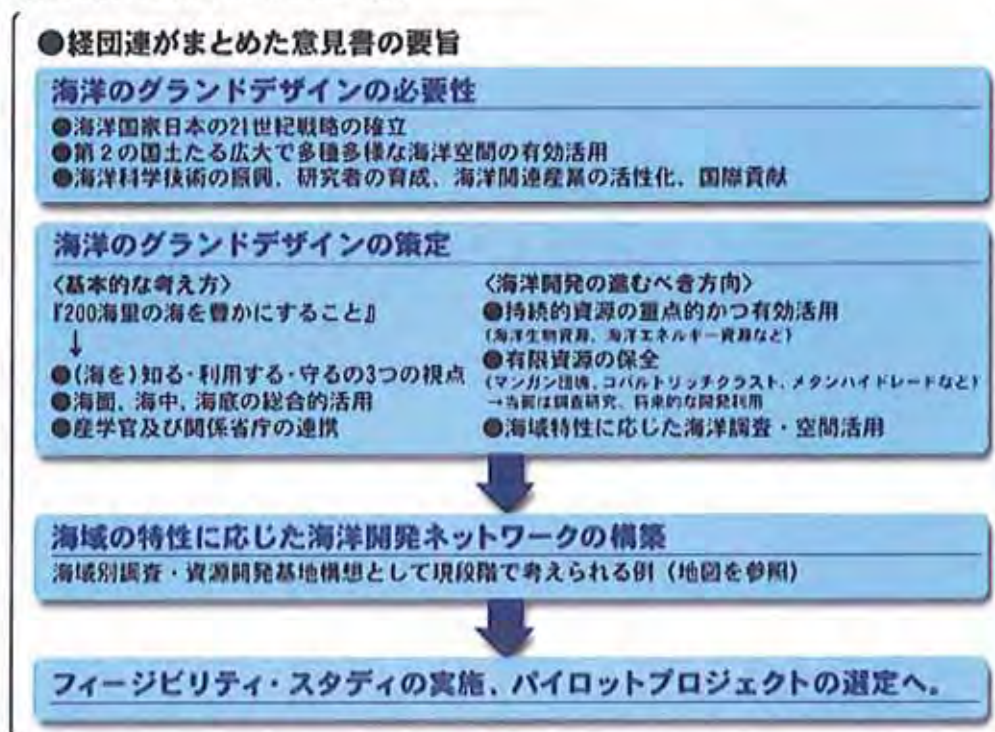 ●経団連がまとめた意見書の要旨
海洋のグランドデザインの必要性
●海洋国家日本の21世紀戦略の確立
●第2の国土たる広大で多種多様な海洋空間の有効活用
●海洋科学技術の振興、研究者の育成、海洋関連産業の活性化、国際貢献
海洋のグランドデザインの策定
〈基本的な考え方〉
『200海里の海を豊かにすること』
↓
●(海を)知る・利用する・守るの3つの視点
●海面、海中、海底の総合的活用
●産学官及び関係省庁の連携
〈海洋開発の進むべき方向〉
●持続的資源の重点的かつ有効活用
(海洋生物資源、海洋エネルギー資源など)
●有限資源の保全
(マンガン団塊、コバルトリッチクラスト、メタンハイドレードなど)
→当面は調査研究、将来的な開発利用
●海域特性に応じた海洋調査・空間活用
海域の特性に応じた海洋開発ネットワークの構築
海域別調査・資源開発基地構想として現段階で考えられる例（地図を参照）
フィージビリティ・スタディの実施、パイロットプロジェクトの選定へ。